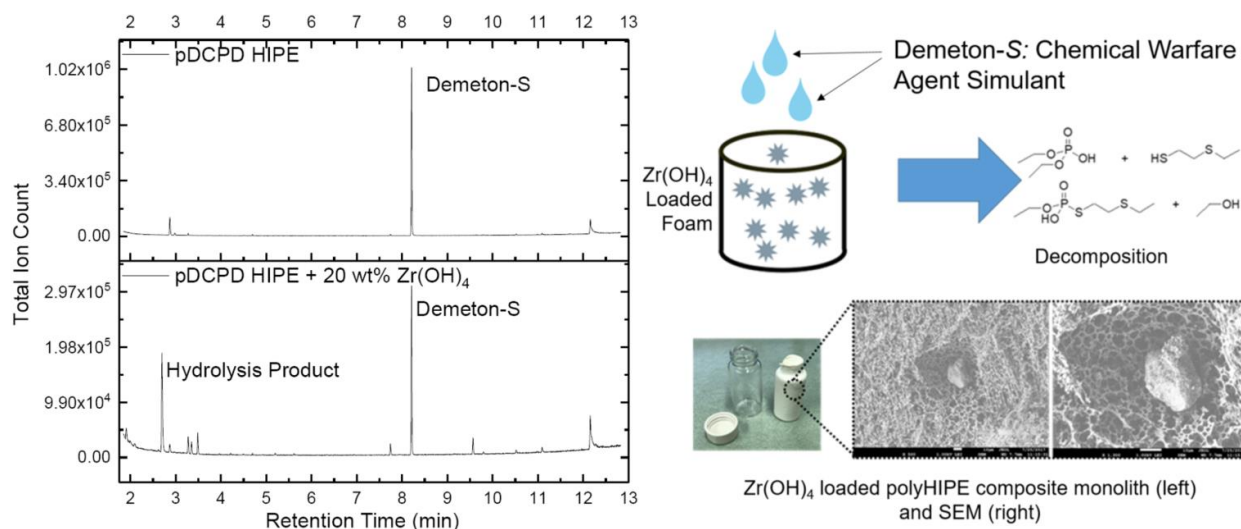 2 3 4 5 6 7 8 9 10 11 12 13
pDCPD HIPE
1.02x10⁶
Demeton-S
6.80x10⁵
3.40x10⁵
0.00
Total Ion Count
pDCPD HIPE + 20 wt% Zr(OH)₄
2.97x10⁵
Demeton-S
1.98x10⁵
Hydrolysis Product
9.90x10⁴
0.00
2 3 4 5 6 7 8 9 10 11 12 13
Retention Time (min)
Demeton-S: Chemical Warfare
Agent Simulant
Zr(OH)₄
Loaded
Foam
O
O P OH + HS S
O
O
O P S S + OH
HO
Decomposition
Zr(OH)₄ loaded polyHIPE composite monolith (left)
and SEM (right)